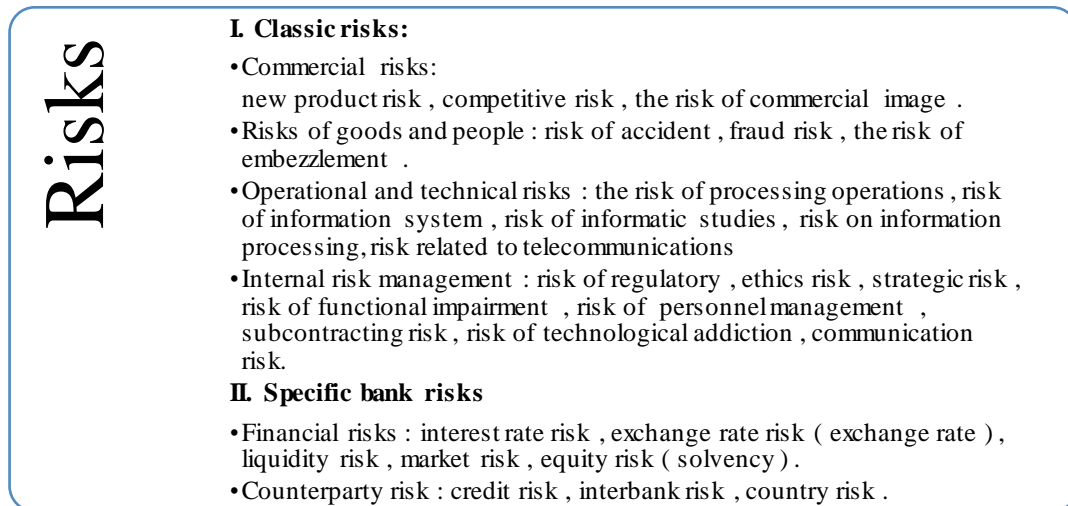 Risks
I. Classic risks:
•Commercial risks:
new product risk , competitive risk , the risk of commercial image .
•Risks of goods and people : risk of accident , fraud risk , the risk of
embezzlement .
•Operational and technical risks : the risk of processing operations , risk
of information system , risk of informatic studies , risk on information
processing, risk related to telecommunications
•Internal risk management : risk of regulatory , ethics risk , strategic risk ,
risk of functional impairment , risk of personnel management ,
subcontracting risk , risk of technological addiction , communication
risk.
II. Specific bank risks
•Financial risks : interest rate risk , exchange rate risk ( exchange rate ) ,
liquidity risk , market risk , equity risk ( solvency ) .
•Counterparty risk : credit risk , interbank risk , country risk .